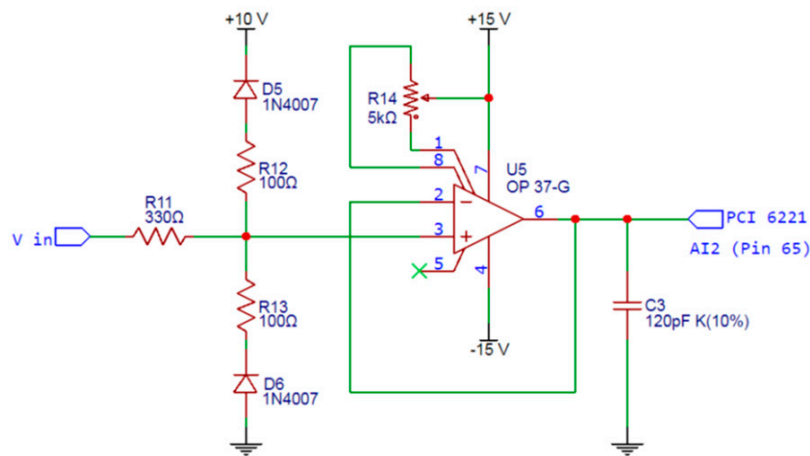 +10 V
+15 V
D5
1N4007
R14
5kΩ
R12
100Ω
1
8
7
U5
OP 37-G
R11
330Ω
2
6
PCI 6221
V in
3
AI2 (Pin 65)
5
4
R13
100Ω
C3
120pF K(10%)
-15 V
D6
1N4007